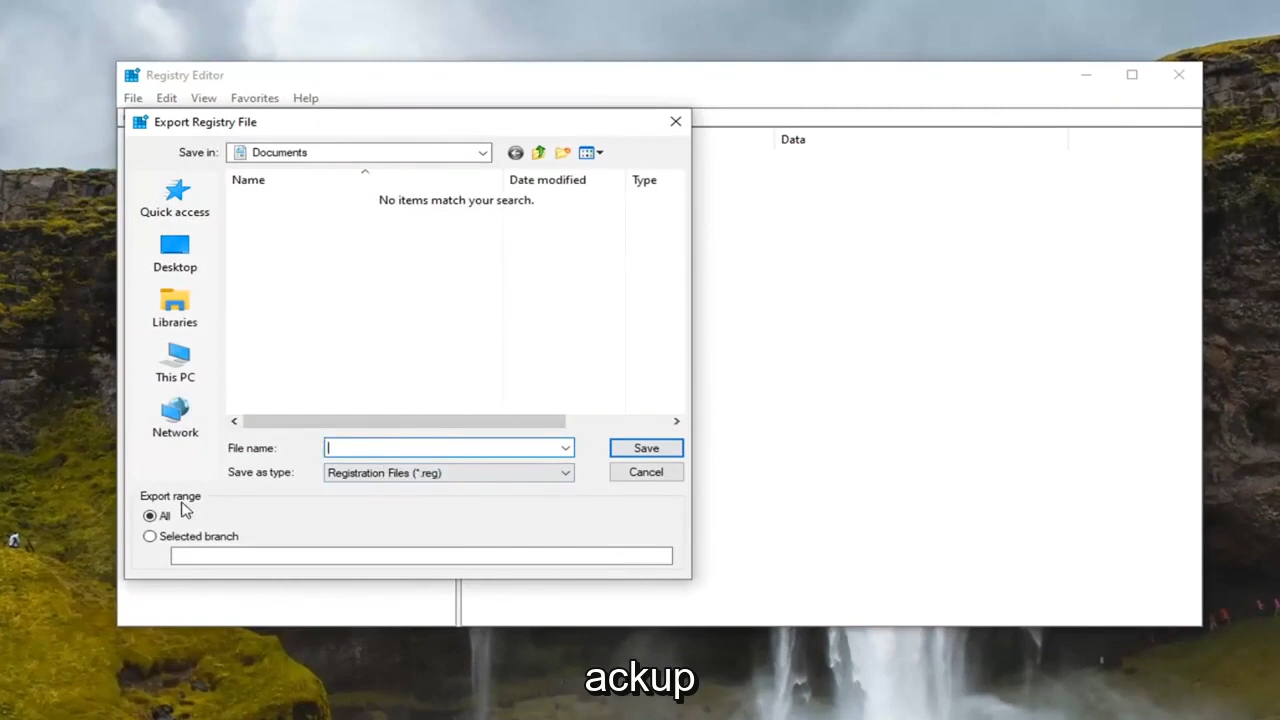 Registry Editor
File Edit View Favorites Help
Export Registry File
Save in: Documents
Data
Name Date modified Type
No items match your search.
Quick access
Desktop
Libraries
This PC
Network
File name: Save
Save as type: Registration Files (*.reg) Cancel
Export range
All
Selected branch
ackup